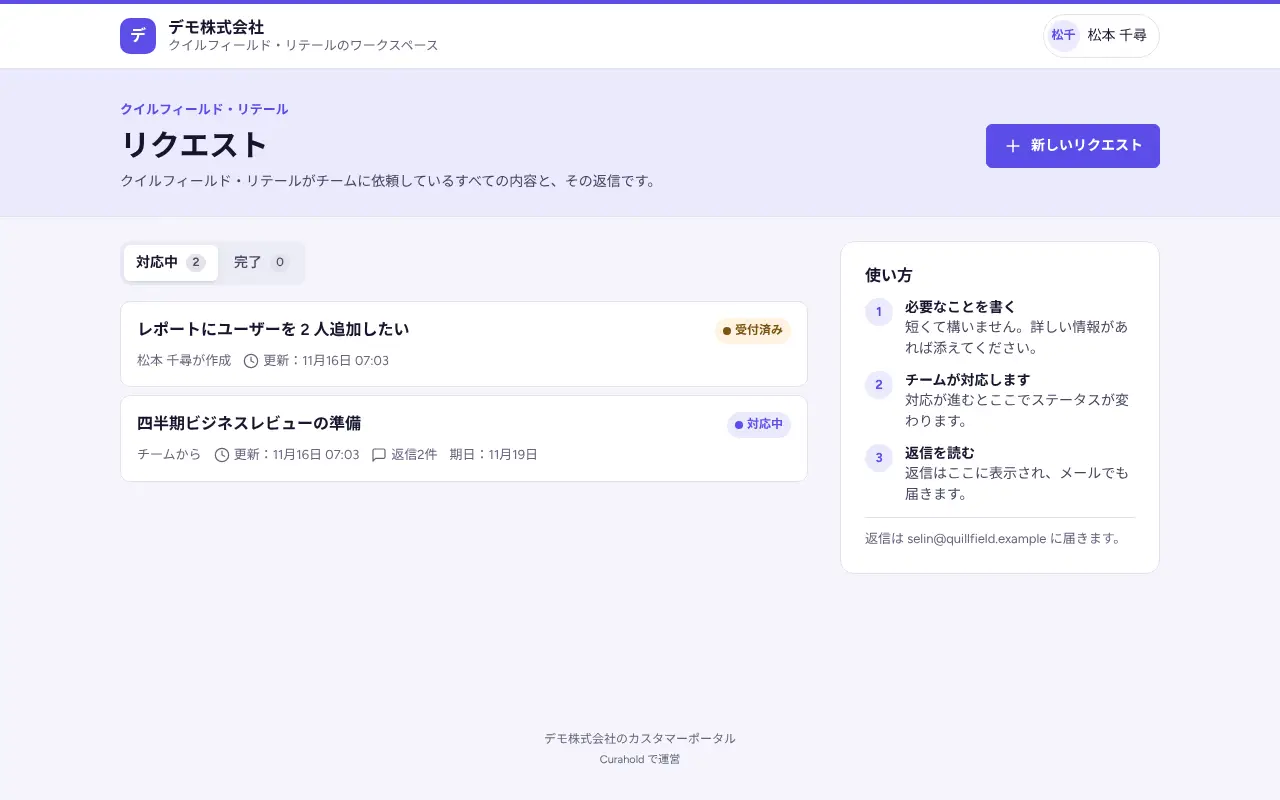 デ
デモ株式会社
クイルフィールド・リテールのワークスペース
松千 松本 千尋
クイルフィールド・リテール
リクエスト
クイルフィールド・リテールがチームに依頼しているすべての内容と、その返信です。
新しいリクエスト
対応中 2 完了 0
レポートにユーザーを 2 人追加したい
受付済み
松本 千尋が作成 更新：11月16日 07:03
四半期ビジネスレビューの準備
対応中
チームから 更新：11月16日 07:03 返信2件 期日：11月19日
使い方
1 必要なことを書く
短くて構いません。詳しい情報があ
れば添えてください。
2 チームが対応します
対応が進むとここでステータスが変
わります。
3 返信を読む
返信はここに表示され、メールでも
届きます。
返信は selin@quillfield.example に届きます。
デモ株式会社のカスタマーポータル
Curahold で運営